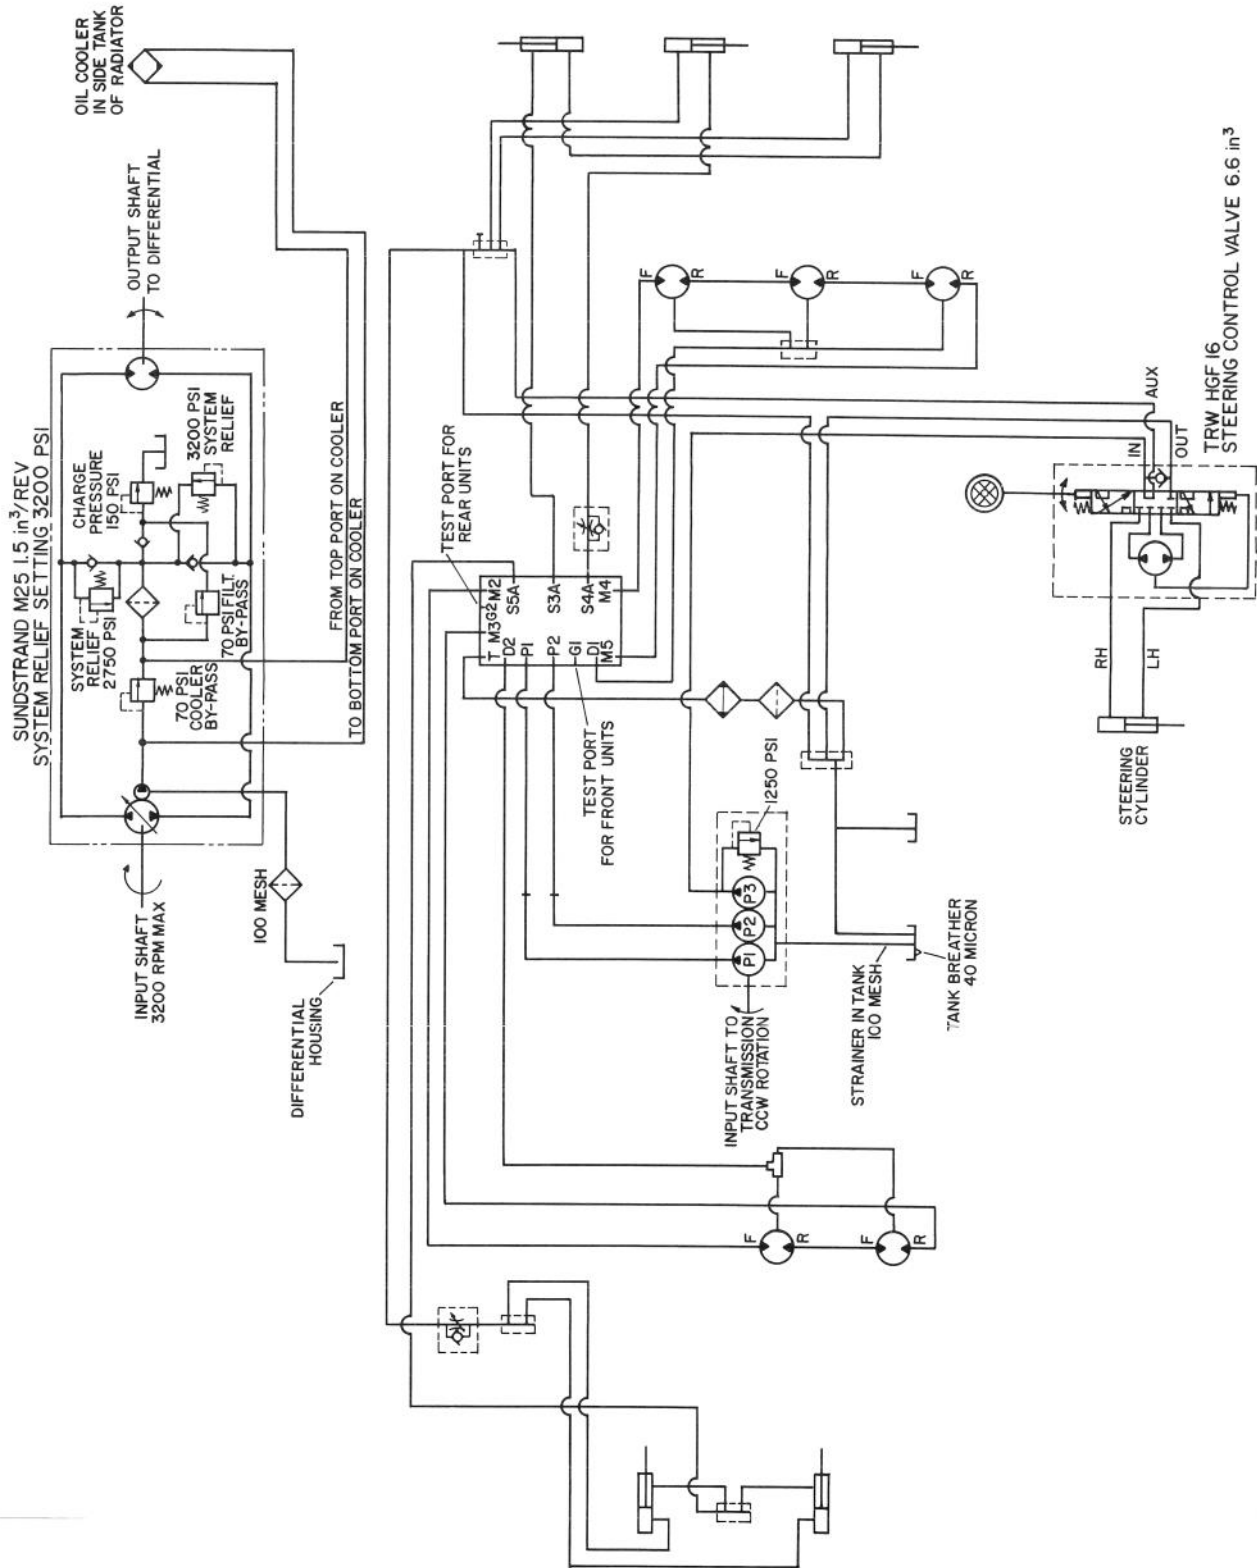 SUNDSTRAND M25 1.5 in³/REV
SYSTEM RELIEF SETTING 3200 PSI
OIL COOLER
IN SIDE TANK
OF RADIATOR
OUTPUT SHAFT
TO DIFFERENTIAL
CHARGE
PRESSURE
150 PSI
3200 PSI
SYSTEM
RELIEF
SYSTEM
RELIEF
2750 PSI
70 PSI FILT.
BY-PASS
70 PSI
COOLER
BY-PASS
INPUT SHAFT
3200 RPM MAX
100 MESH
DIFFERENTIAL
HOUSING
FROM TOP PORT ON COOLER
TO BOTTOM PORT ON COOLER
TEST PORT FOR
REAR UNITS
T
M3
G2
M2
D2
S5A
P1
P2
S3A
G1
S4A
D1
M5
M4
TEST PORT
FOR FRONT UNITS
F
R
F
R
F
R
1250 PSI
P1
P2
P3
INPUT SHAFT TO
TRANSMISSION
CCW ROTATION
STRAINER IN TANK
100 MESH
TANK BREATHER
40 MICRON
F
R
F
R
IN
AUX
OUT
TRW HGF 16
STEERING CONTROL VALVE 6.6 in³
RH
LH
STEERING
CYLINDER